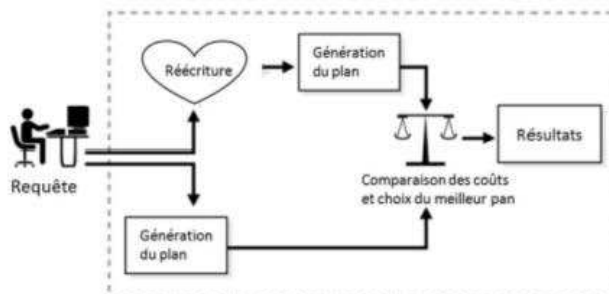 Réécriture
Génération
du plan
Résultats
Requête
Comparaison des coûts
et choix du meilleur pan
Génération
du plan